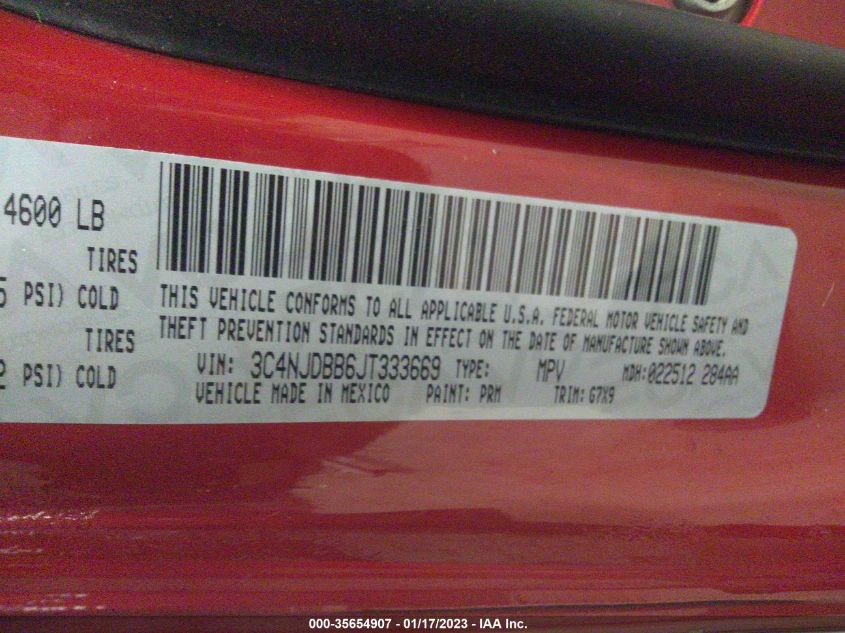 4600 LB
TIRES
PSI) COLD
TIRES
PSI) COLD
THIS VEHICLE CONFORMS TO ALL APPLICABLE U.S.A. FEDERAL MOTOR VEHICLE SAFETY AND
THEFT PREVENTION STANDARDS IN EFFECT ON THE DATE OF MANUFACTURE SHOWN ABOVE.
VIN: 3C4NJDBB6JT333669 TYPE: MPV MDH:022512 284AA
VEHICLE MADE IN MEXICO PAINT: PRM TRIM: G7X9
000-35654907 - 01/17/2023 - IAA Inc.